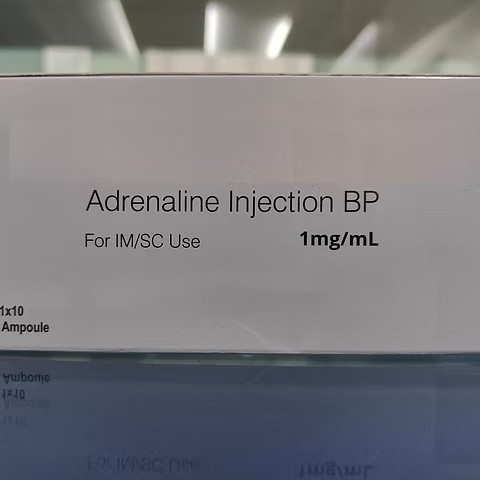 Adrenaline Injection BP
For IM/SC Use 1mg/mL
1x10
Ampoule